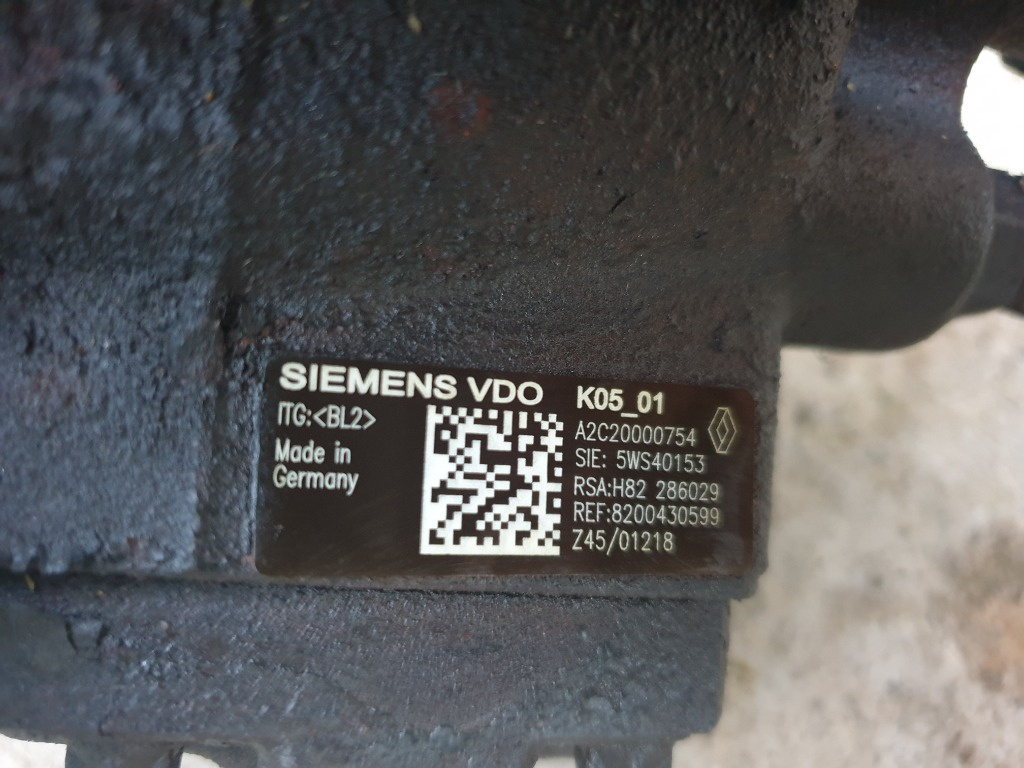 SIEMENS VDO
ITG:<BL2>
Made in
Germany
K05_01
A2C20000754
SIE: 5WS40153
RSA:H82 286029
REF:8200430599
Z45/01218